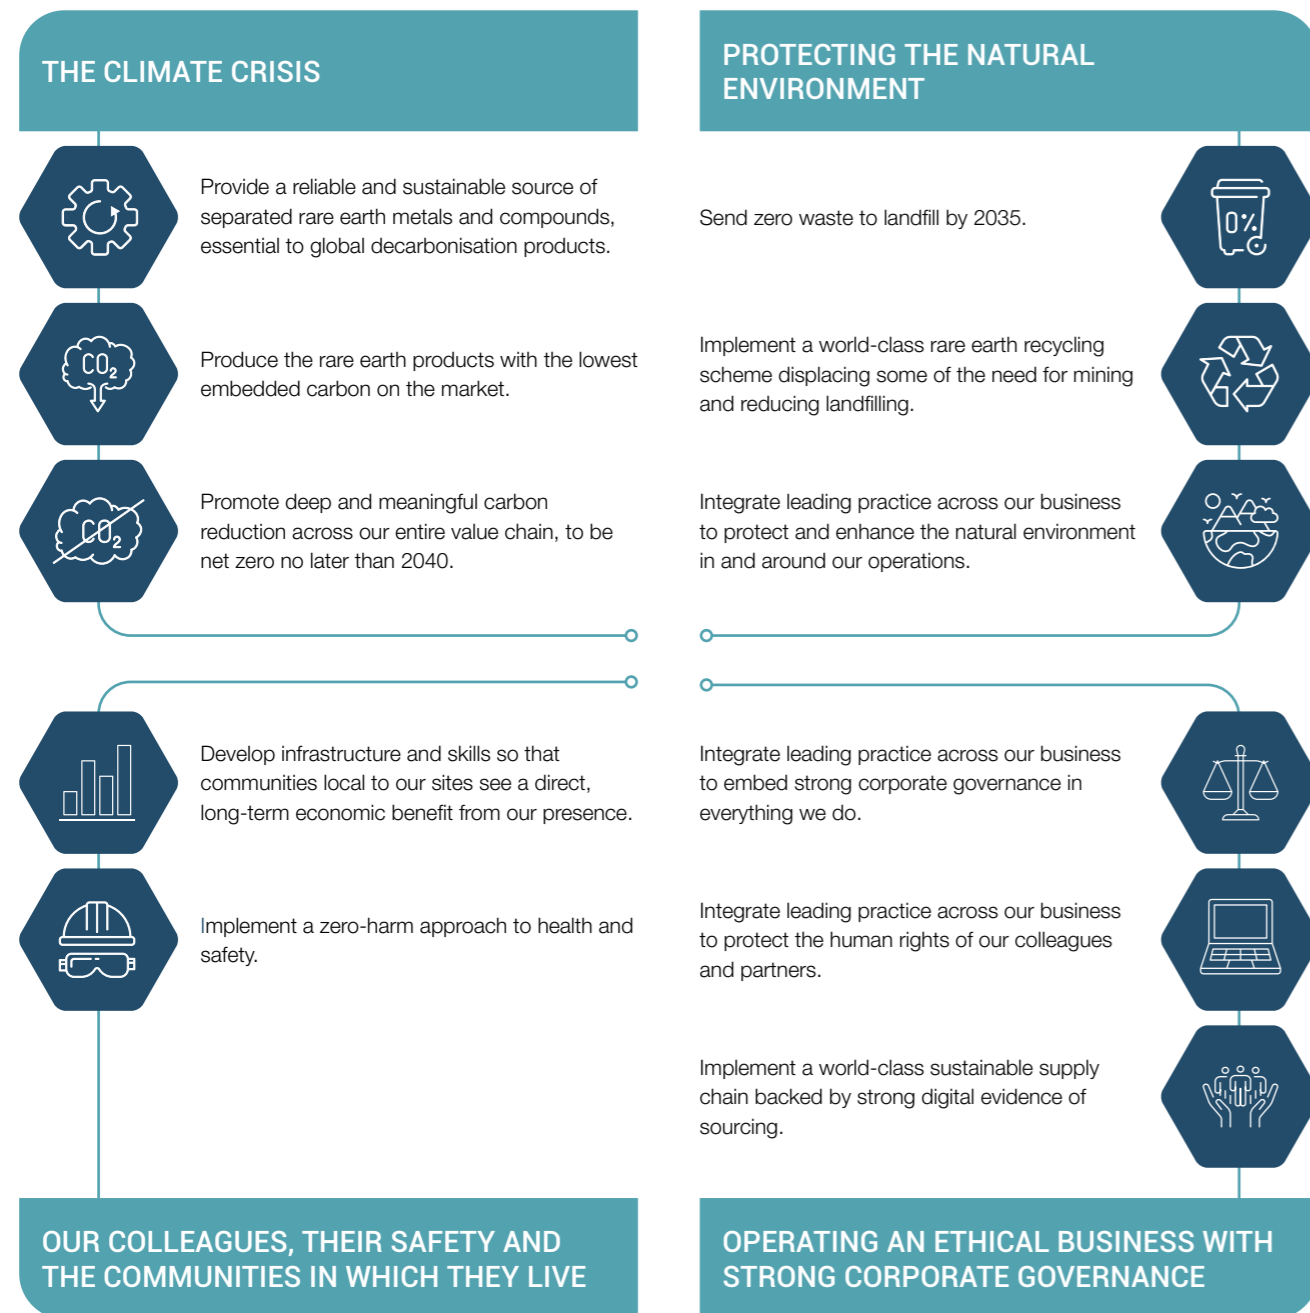 THE CLIMATE CRISIS
Provide a reliable and sustainable source of
separated rare earth metals and compounds,
essential to global decarbonisation products.
CO2
Produce the rare earth products with the lowest
embedded carbon on the market.
CO2
Promote deep and meaningful carbon
reduction across our entire value chain, to be
net zero no later than 2040.
PROTECTING THE NATURAL
ENVIRONMENT
Send zero waste to landfill by 2035.
0%
Implement a world-class rare earth recycling
scheme displacing some of the need for mining
and reducing landfilling.
Integrate leading practice across our business
to protect and enhance the natural environment
in and around our operations.
Develop infrastructure and skills so that
communities local to our sites see a direct,
long-term economic benefit from our presence.
Implement a zero-harm approach to health and
safety.
OUR COLLEAGUES, THEIR SAFETY AND
THE COMMUNITIES IN WHICH THEY LIVE
Integrate leading practice across our business
to embed strong corporate governance in
everything we do.
Integrate leading practice across our business
to protect the human rights of our colleagues
and partners.
Implement a world-class sustainable supply
chain backed by strong digital evidence of
sourcing.
OPERATING AN ETHICAL BUSINESS WITH
STRONG CORPORATE GOVERNANCE